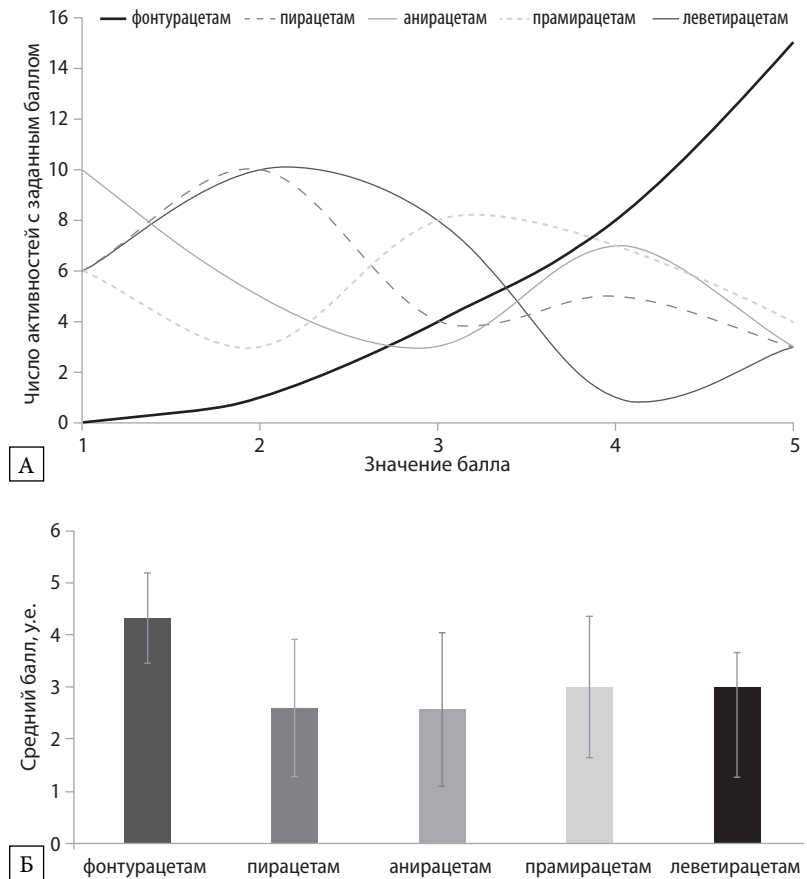 16
фонтурацетам пирацетам анирацетам прамирацетам леветирацетам
14
12
10
8
6
4
2
0
Число активностей с заданным баллом
1 2 3 4 5
Значение балла
А
6
5
4
3
2
1
0
Средний балл, у.е.
фонтурацетам пирацетам анирацетам прамирацетам леветирацетам
Б